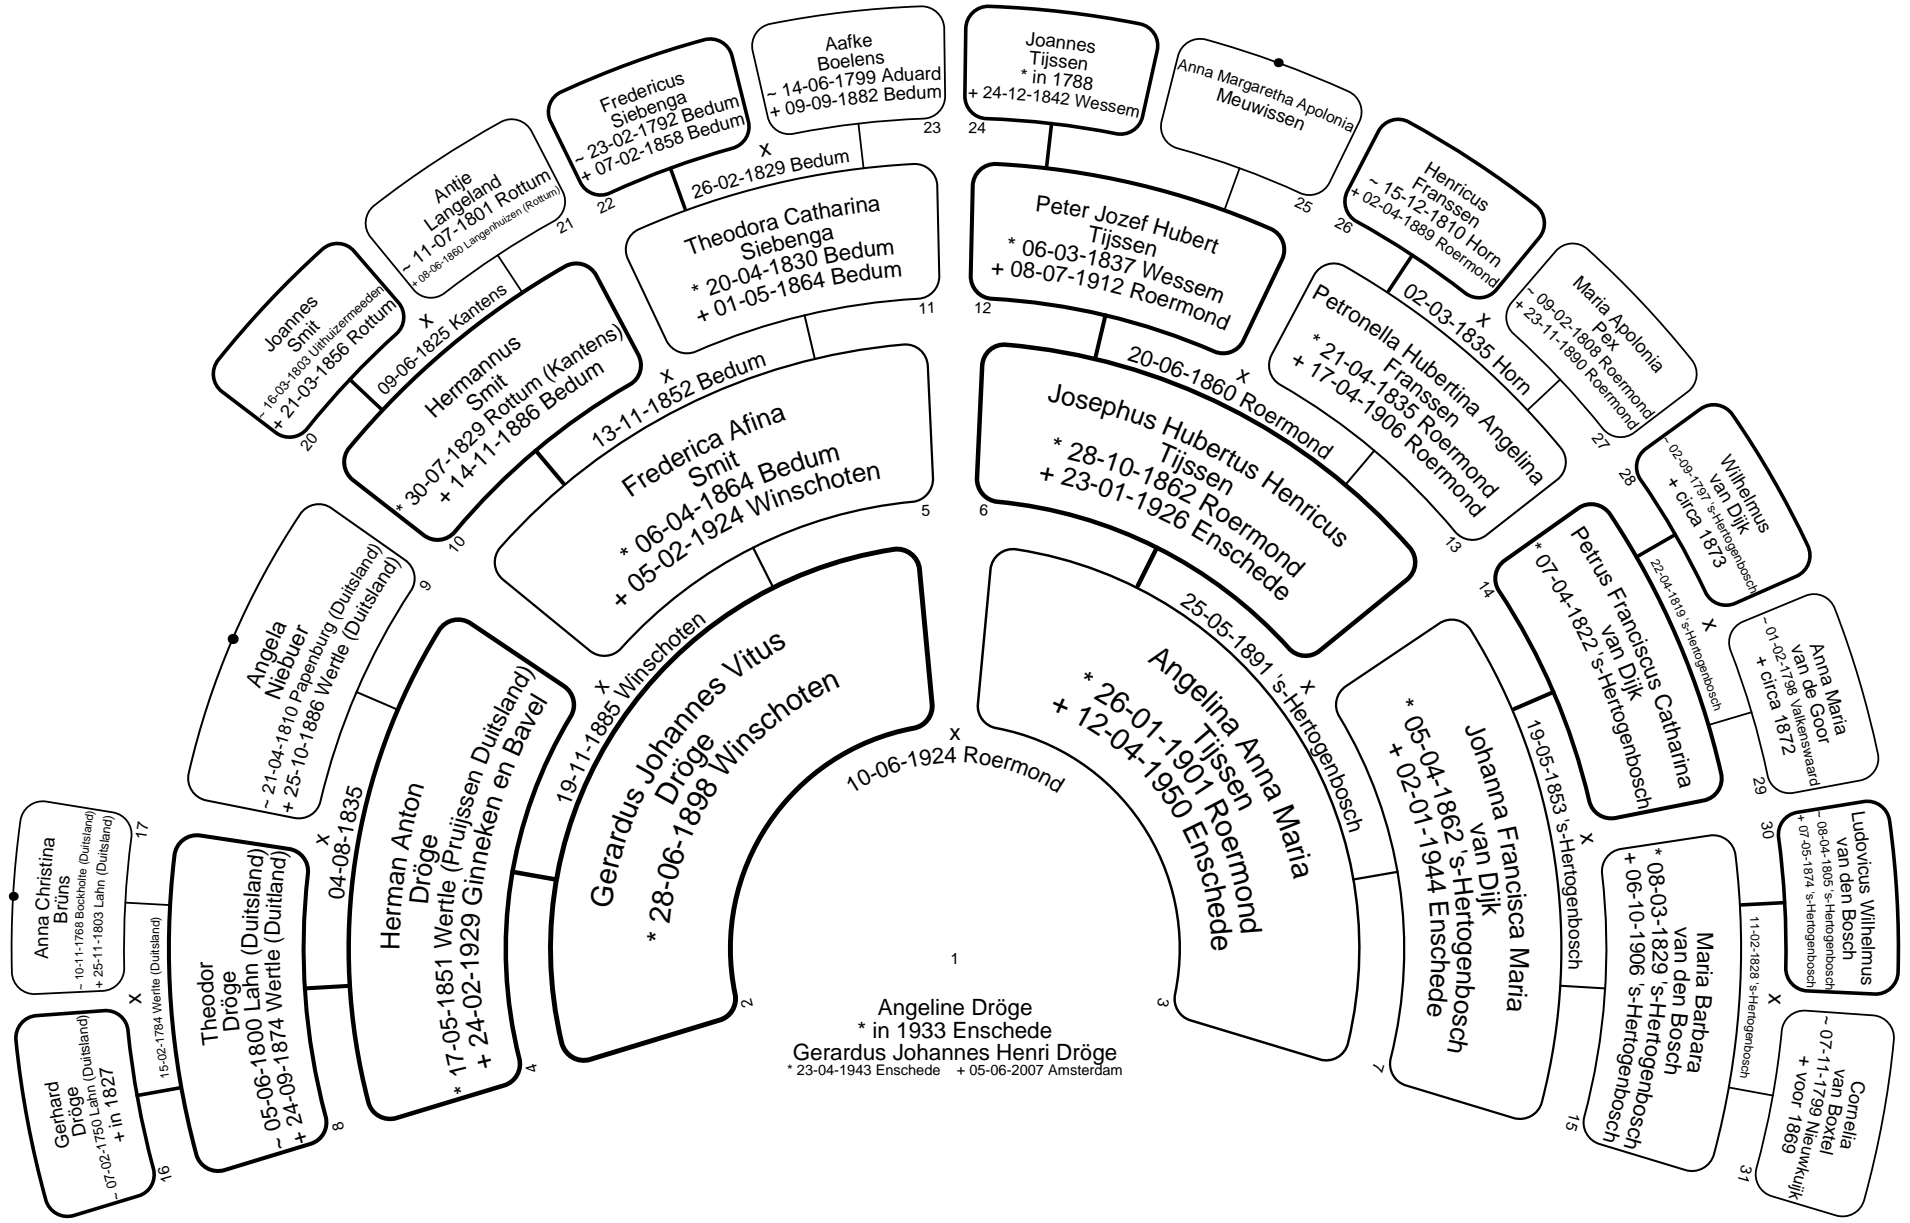 1
Angeline Dröge
* in 1933 Enschede
Gerardus Johannes Henri Dröge
* 23-04-1943 Enschede + 05-06-2007 Amsterdam
Gerardus Johannes Vitus
Dröge
* 28-06-1898 Winschoten
2
x
10-06-1924 Roermond
Angelina Anna Maria
Tijssen
* 26-01-1901 Roermond
+ 12-04-1950 Enschede
3
Herman Anton
Dröge
* 17-05-1851 Wertle (Pruijssen Duitsland)
+ 24-02-1929 Ginneken en Bavel
4
x
19-11-1885 Winschoten
Frederica Afina
Smit
* 06-04-1864 Bedum
+ 05-02-1924 Winschoten
5
Josephus Hubertus Henricus
Tijssen
* 28-10-1862 Roermond
+ 23-01-1926 Enschede
6
x
25-05-1891 's-Hertogenbosch
Johanna Francisca Maria
van Dijk
* 05-04-1862 's-Hertogenbosch
+ 02-01-1944 Enschede
7
Theodor
Dröge
~ 05-06-1800 Lahn (Duitsland)
+ 24-09-1874 Wertle (Duitland)
8
x
04-08-1835
Angela
Niebuer
~ 21-04-1810 Papenburg (Duitsland)
+ 25-10-1886 Wertle (Duitsland)
9
Hermannus
Smit
* 30-07-1829 Rottum (Kantens)
+ 14-11-1886 Bedum
10
x
13-11-1852 Bedum
Theodora Catharina
Siebenga
* 20-04-1830 Bedum
+ 01-05-1864 Bedum
11
Peter Jozef Hubert
Tijssen
* 06-03-1837 Wessem
+ 08-07-1912 Roermond
12
x
20-06-1860 Roermond
Petronella Hubertina Angelina
Franssen
* 21-04-1835 Roermond
+ 17-04-1906 Roermond
13
Petrus Franciscus Catharina
van Dijk
* 07-04-1822 's-Hertogenbosch
14
x
19-05-1853 's-Hertogenbosch
Maria Barbara
van den Bosch
* 08-03-1829 's-Hertogenbosch
+ 06-10-1906 's-Hertogenbosch
15
Gerhard
Dröge
~ 07-02-1750 Lahn (Duitsland)
+ in 1827
16
x
15-02-1784 Werlte (Duitsland)
Anna Christina
Brüns
~ 10-11-1768 Bockholte (Duitsland)
+ 25-11-1803 Lahn (Duitsland)
17
Joannes
Smit
~ 16-03-1803 Uithuizermeeden
+ 21-03-1856 Rottum
20
x
09-06-1825 Kantens
Antje
Langeland
~ 11-07-1801 Rottum
+ 08-06-1860 Langenhuizen (Rottum)
21
Fredericus
Siebenga
~ 23-02-1792 Bedum
+ 07-02-1858 Bedum
22
x
26-02-1829 Bedum
Aafke
Boelens
~ 14-06-1799 Aduard
+ 09-09-1882 Bedum
23
Joannes
Tijssen
* in 1788
+ 24-12-1842 Wessem
24
Anna Margaretha Apolonia
Meuwissen
25
Henricus
Franssen
~ 15-12-1810 Horn
+ 02-04-1889 Roermond
26
x
02-03-1835 Horn
Maria Apolonia
Pex
~ 09-02-1808 Roermond
+ 23-11-1890 Roermond
27
Wilhelmus
van Dijk
~ 02-09-1797 's-Hertogenbosch
+ circa 1873
28
x
22-04-1819 's-Hertogenbosch
Anna Maria
van de Goor
~ 01-02-1798 Valkenswaard
+ circa 1872
29
Ludovicus Wilhelmus
van den Bosch
~ 08-04-1805 's-Hertogenbosch
+ 07-05-1874 's-Hertogenbosch
30
x
11-02-1828 's-Hertogenbosch
Cornelia
van Boxtel
~ 07-11-1799 Nieuwkuijk
+ voor 1869
31